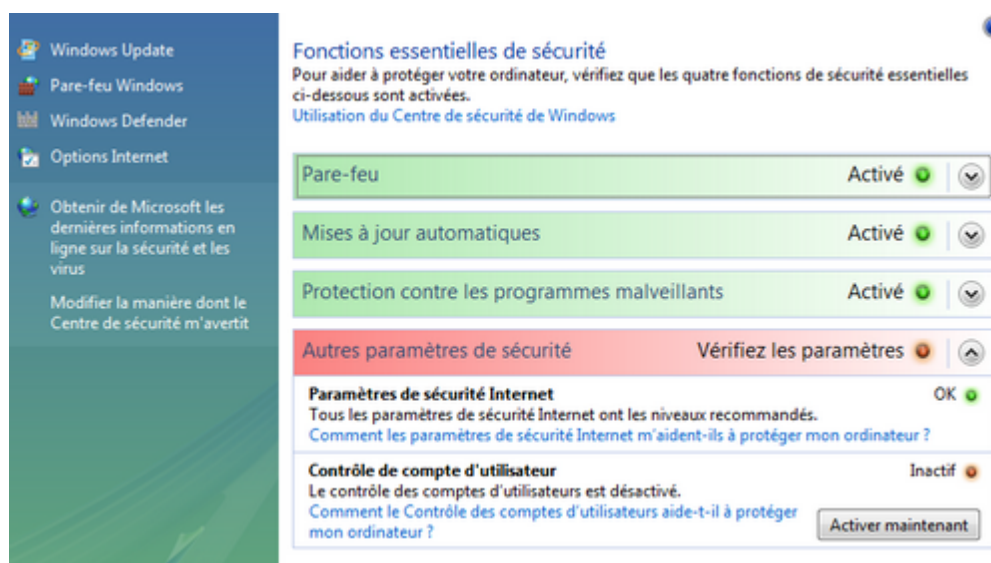 Windows Update
Pare-feu Windows
Windows Defender
Options Internet
Obtenir de Microsoft les
dernières informations en
ligne sur la sécurité et les
virus
Modifier la manière dont le
Centre de sécurité m'avertit
Fonctions essentielles de sécurité
Pour aider à protéger votre ordinateur, vérifiez que les quatre fonctions de sécurité essentielles
ci-dessous sont activées.
Utilisation du Centre de sécurité de Windows
Pare-feu Activé
Mises à jour automatiques Activé
Protection contre les programmes malveillants Activé
Autres paramètres de sécurité Vérifiez les paramètres
Paramètres de sécurité Internet OK
Tous les paramètres de sécurité Internet ont les niveaux recommandés.
Comment les paramètres de sécurité Internet m'aident-ils à protéger mon ordinateur ?
Contrôle de compte d'utilisateur Inactif
Le contrôle des comptes d'utilisateurs est désactivé.
Comment le Contrôle des comptes d'utilisateurs aide-t-il à protéger
mon ordinateur ?
Activer maintenant